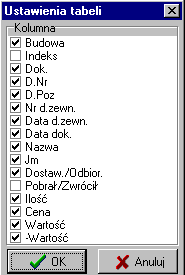 Ustawienia tabeli
Kolumna
Budowa
Indeks
Dok.
D.Nr
D.Poz
Nr d.zewn.
Data d.zewn.
Data dok.
Nazwa
Jm
Dostaw./Odbior.
Pobrał/Zwrócił
Ilość
Cena
Wartość
-Wartość
OK Anuluj